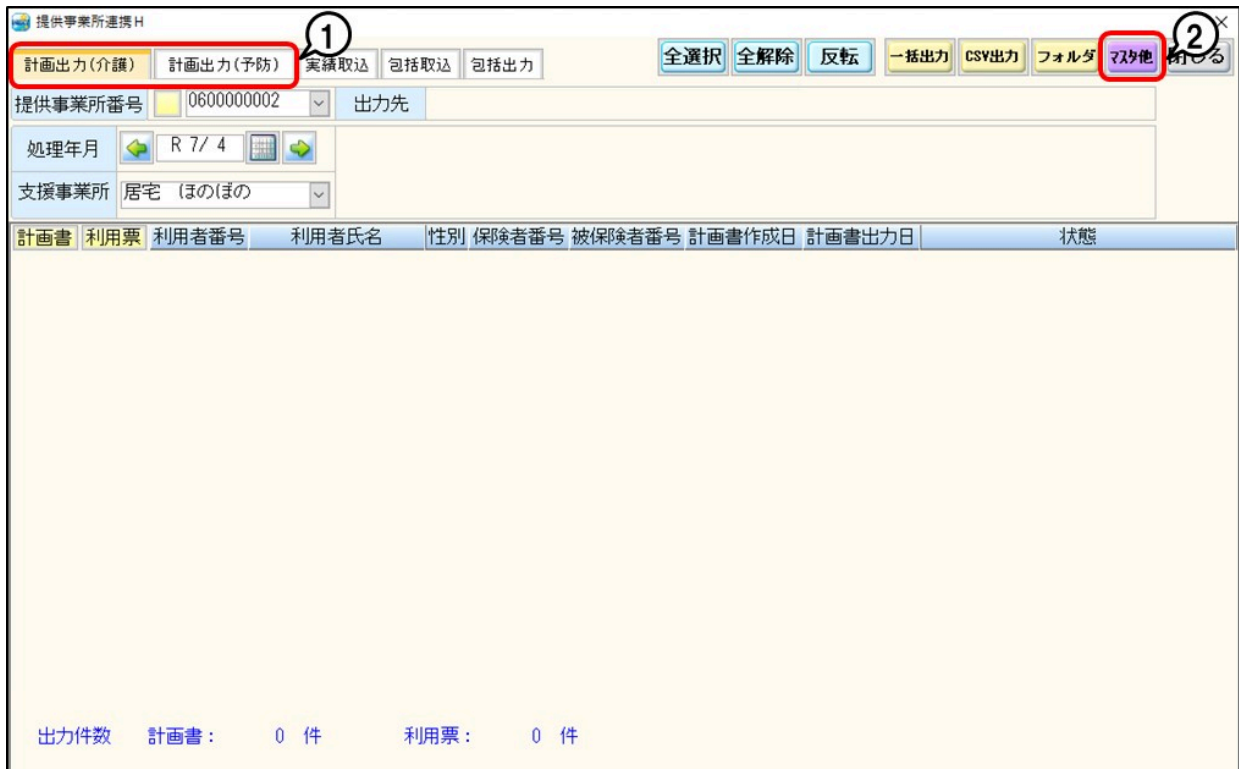 提供事業所連携H
①
②
計画出力(介護) 計画出力(予防) 実績取込 包括取込 包括出力 全選択 全解除 反転 一括出力 CSV出力 フォルダ マスタ他 閉じる
提供事業所番号 0600000002 出力先
処理年月 R 7/ 4
支援事業所 居宅 ほのぼの
計画書 利用票 利用者番号 利用者氏名 性別 保険者番号 被保険者番号 計画書作成日 計画書出力日 状態
出力件数 計画書: 0 件 利用票: 0 件